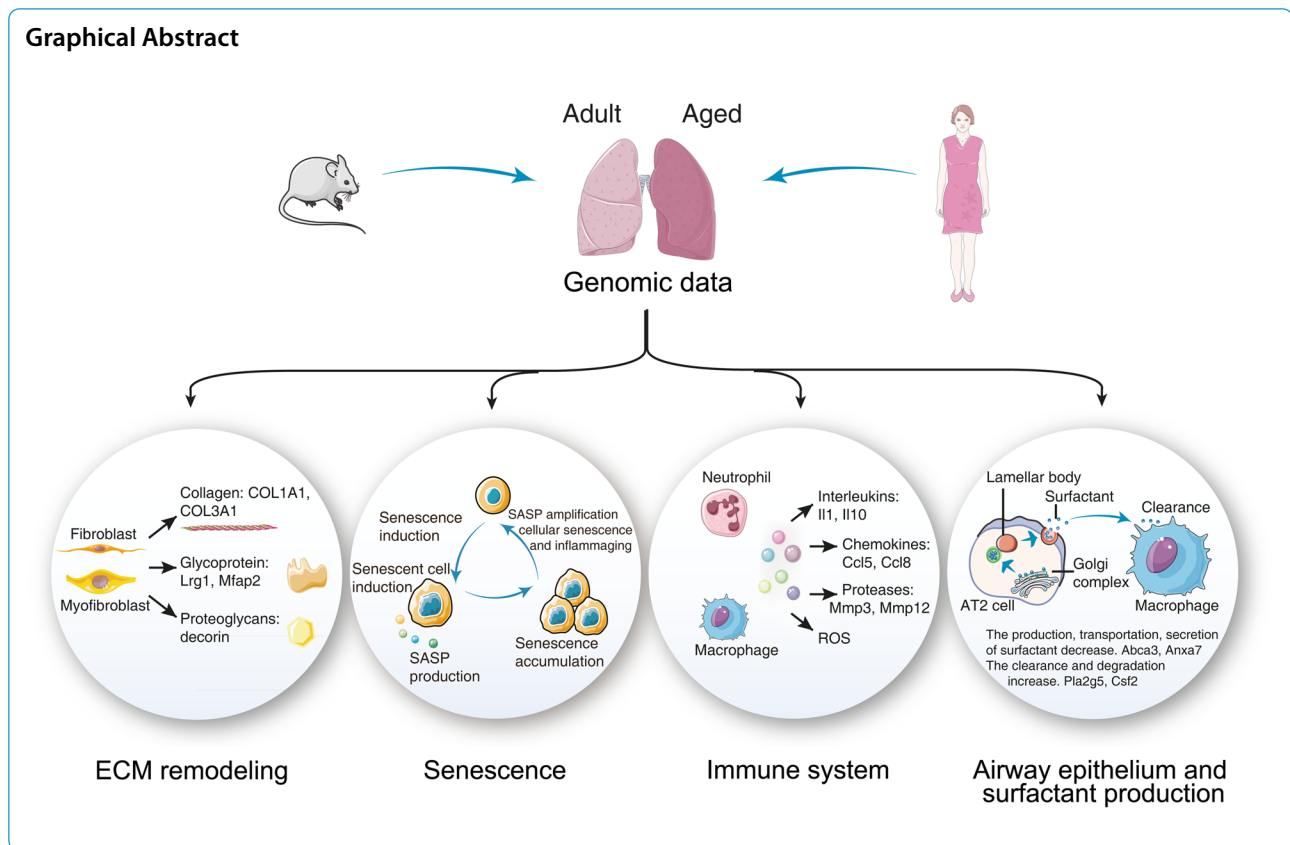 Graphical Abstract
Adult
Aged
Genomic data
Fibroblast
Myofibroblast
Collagen: COL1A1,
COL3A1
Glycoprotein:
Lrg1, Mfap2
Proteoglycans:
decorin
ECM remodeling
Senescence
induction
SASP amplification
cellular senescence
and inflammaging
Senescent cell
induction
SASP
production
Senescence
accumulation
Senescence
Neutrophil
Macrophage
Interleukins:
Il1, Il10
Chemokines:
Ccl5, Ccl8
Proteases:
Mmp3, Mmp12
ROS
Immune system
Lamellar body
Surfactant
Clearance
Golgi
complex
AT2 cell
Macrophage
The production, transportation, secretion
of surfactant decrease. Abca3, Anxa7
The clearance and degradation
increase. Pla2g5, Csf2
Airway epithelium and
surfactant production